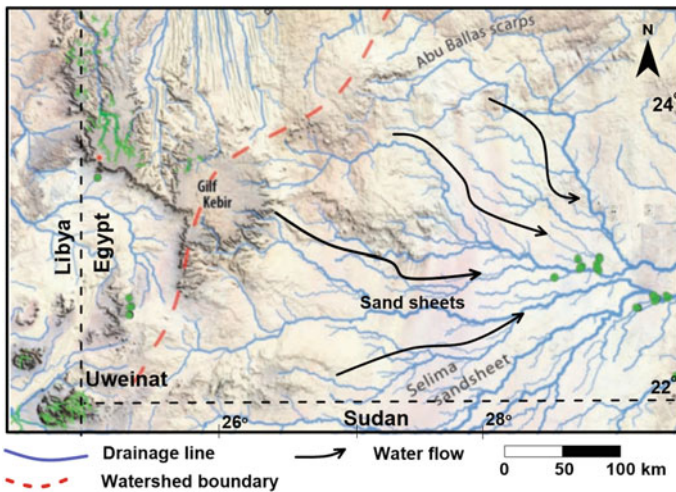 Abu Ballas scarps
N
24°
Gilf
Kebir
Libya
Egypt
Sand sheets
Uweinat
Selima
sandsheet
22°
26°
Sudan
28°
Drainage line
Water flow
Watershed boundary
0 50 100 km